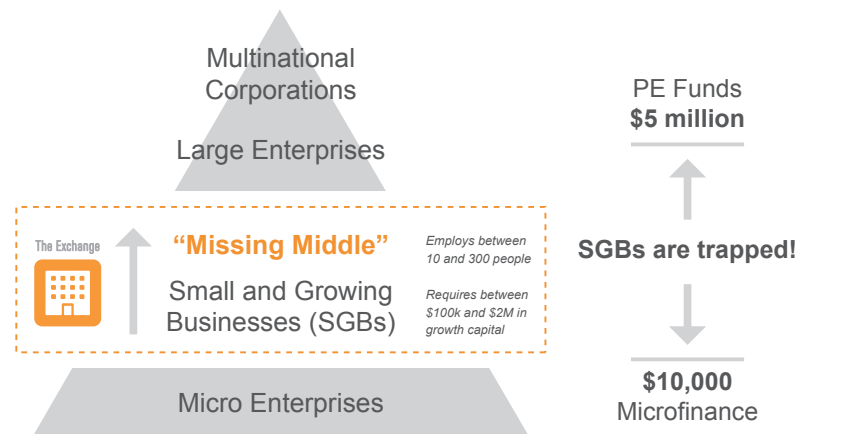 Multinational
Corporations
Large Enterprises
The Exchange
“Missing Middle”
Small and Growing
Businesses (SGBs)
Employs between
10 and 300 people
Requires between
$100k and $2M in
growth capital
Micro Enterprises
PE Funds
$5 million
SGBs are trapped!
$10,000
Microfinance